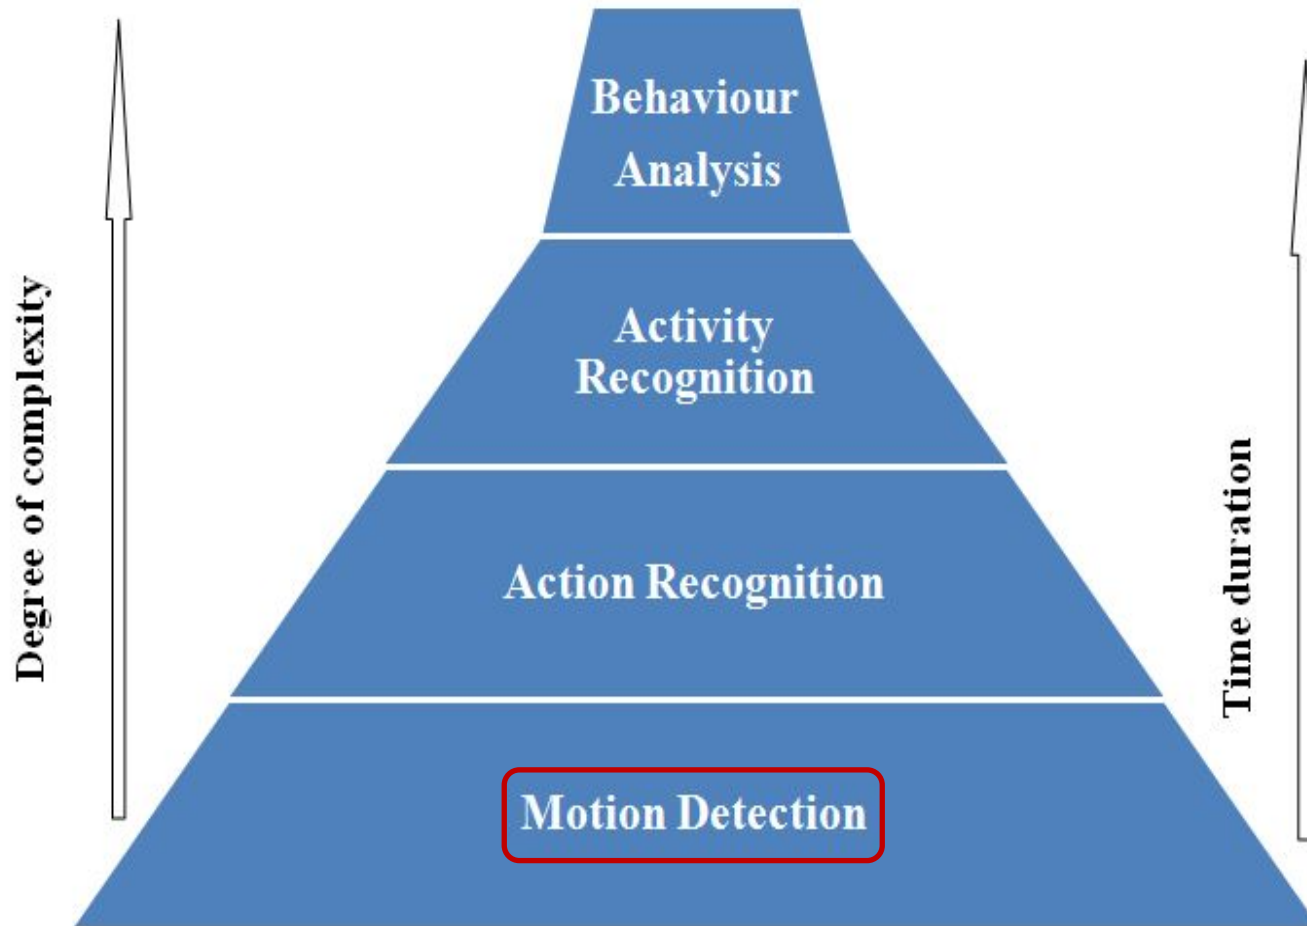 Behaviour
Analysis
Activity
Recognition
Action Recognition
Motion Detection
Degree of complexity
Time duration